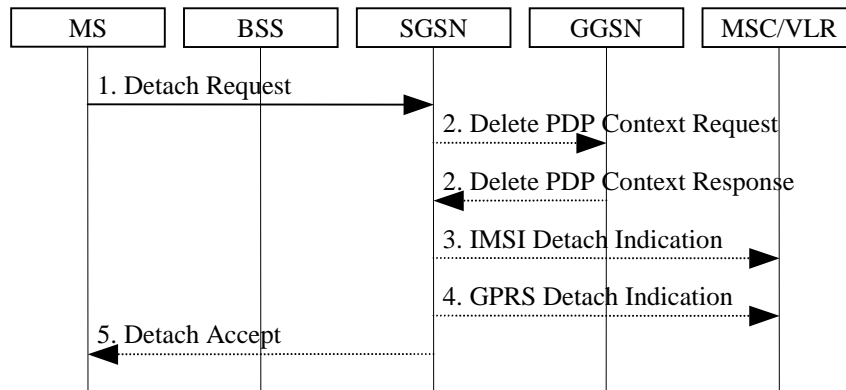 MS BSS SGSN GGSN MSC/VLR
1. Detach Request
2. Delete PDP Context Request
2. Delete PDP Context Response
3. IMSI Detach Indication
4. GPRS Detach Indication
5. Detach Accept